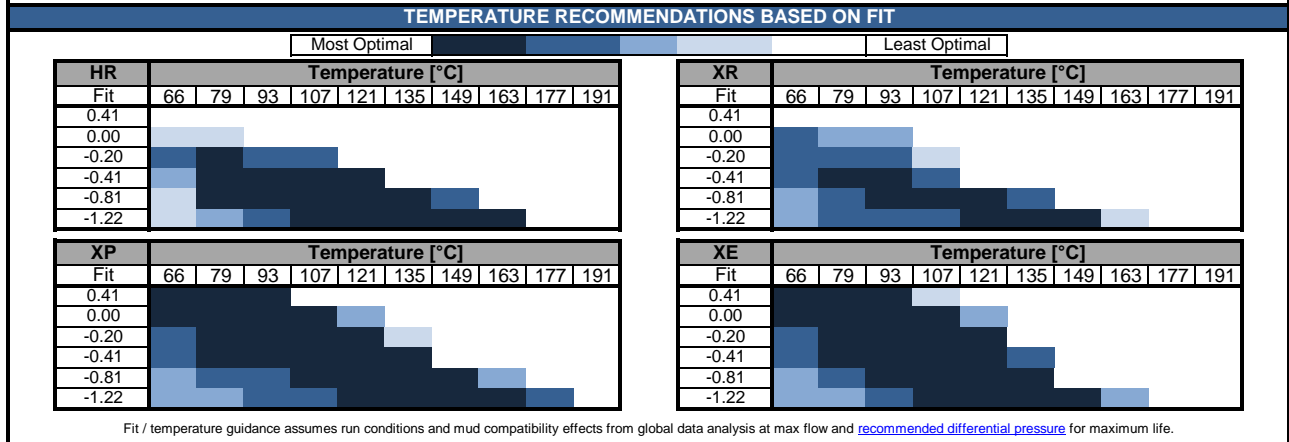 TEMPERATURE RECOMMENDATIONS BASED ON FIT
Most Optimal Least Optimal
HR Temperature [°C]
Fit 66 79 93 107 121 135 149 163 177 191
0.41
0.00
-0.20
-0.41
-0.81
-1.22
XR Temperature [°C]
Fit 66 79 93 107 121 135 149 163 177 191
0.41
0.00
-0.20
-0.41
-0.81
-1.22
XP Temperature [°C]
Fit 66 79 93 107 121 135 149 163 177 191
0.41
0.00
-0.20
-0.41
-0.81
-1.22
XE Temperature [°C]
Fit 66 79 93 107 121 135 149 163 177 191
0.41
0.00
-0.20
-0.41
-0.81
-1.22
Fit / temperature guidance assumes run conditions and mud compatibility effects from global data analysis at max flow and recommended differential pressure for maximum life.